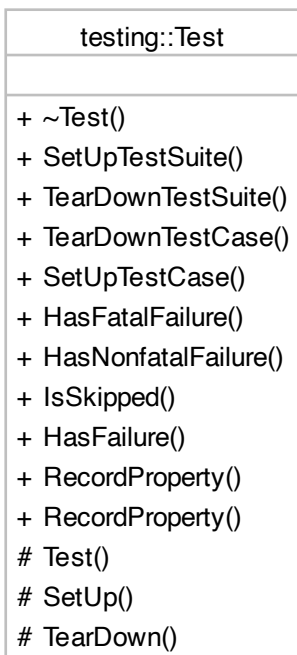 testing::Test
+ ~Test()
+ SetUpTestSuite()
+ TearDownTestSuite()
+ TearDownTestCase()
+ SetUpTestCase()
+ HasFatalFailure()
+ HasNonfatalFailure()
+ IsSkipped()
+ HasFailure()
+ RecordProperty()
+ RecordProperty()
# Test()
# SetUp()
# TearDown()